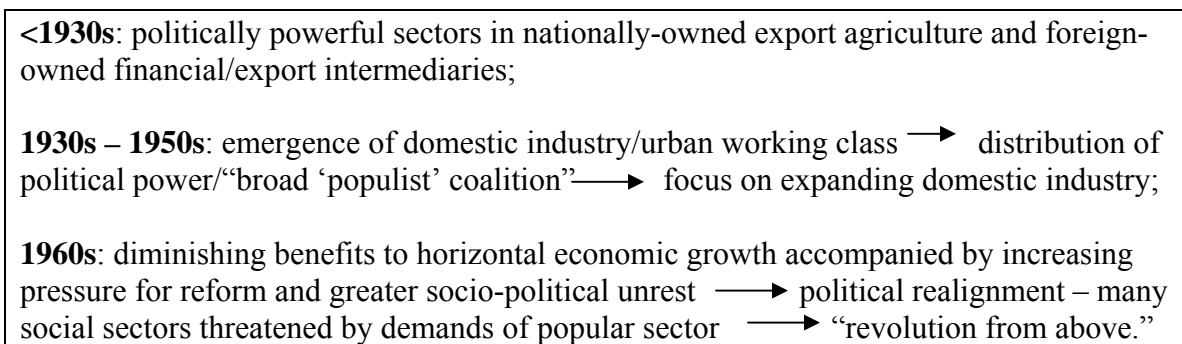 <1930s: politically powerful sectors in nationally-owned export agriculture and foreign-
owned financial/export intermediaries;
1930s – 1950s: emergence of domestic industry/urban working class → distribution of
political power/“broad ‘populist’ coalition” → focus on expanding domestic industry;
1960s: diminishing benefits to horizontal economic growth accompanied by increasing
pressure for reform and greater socio-political unrest → political realignment – many
social sectors threatened by demands of popular sector → “revolution from above.”